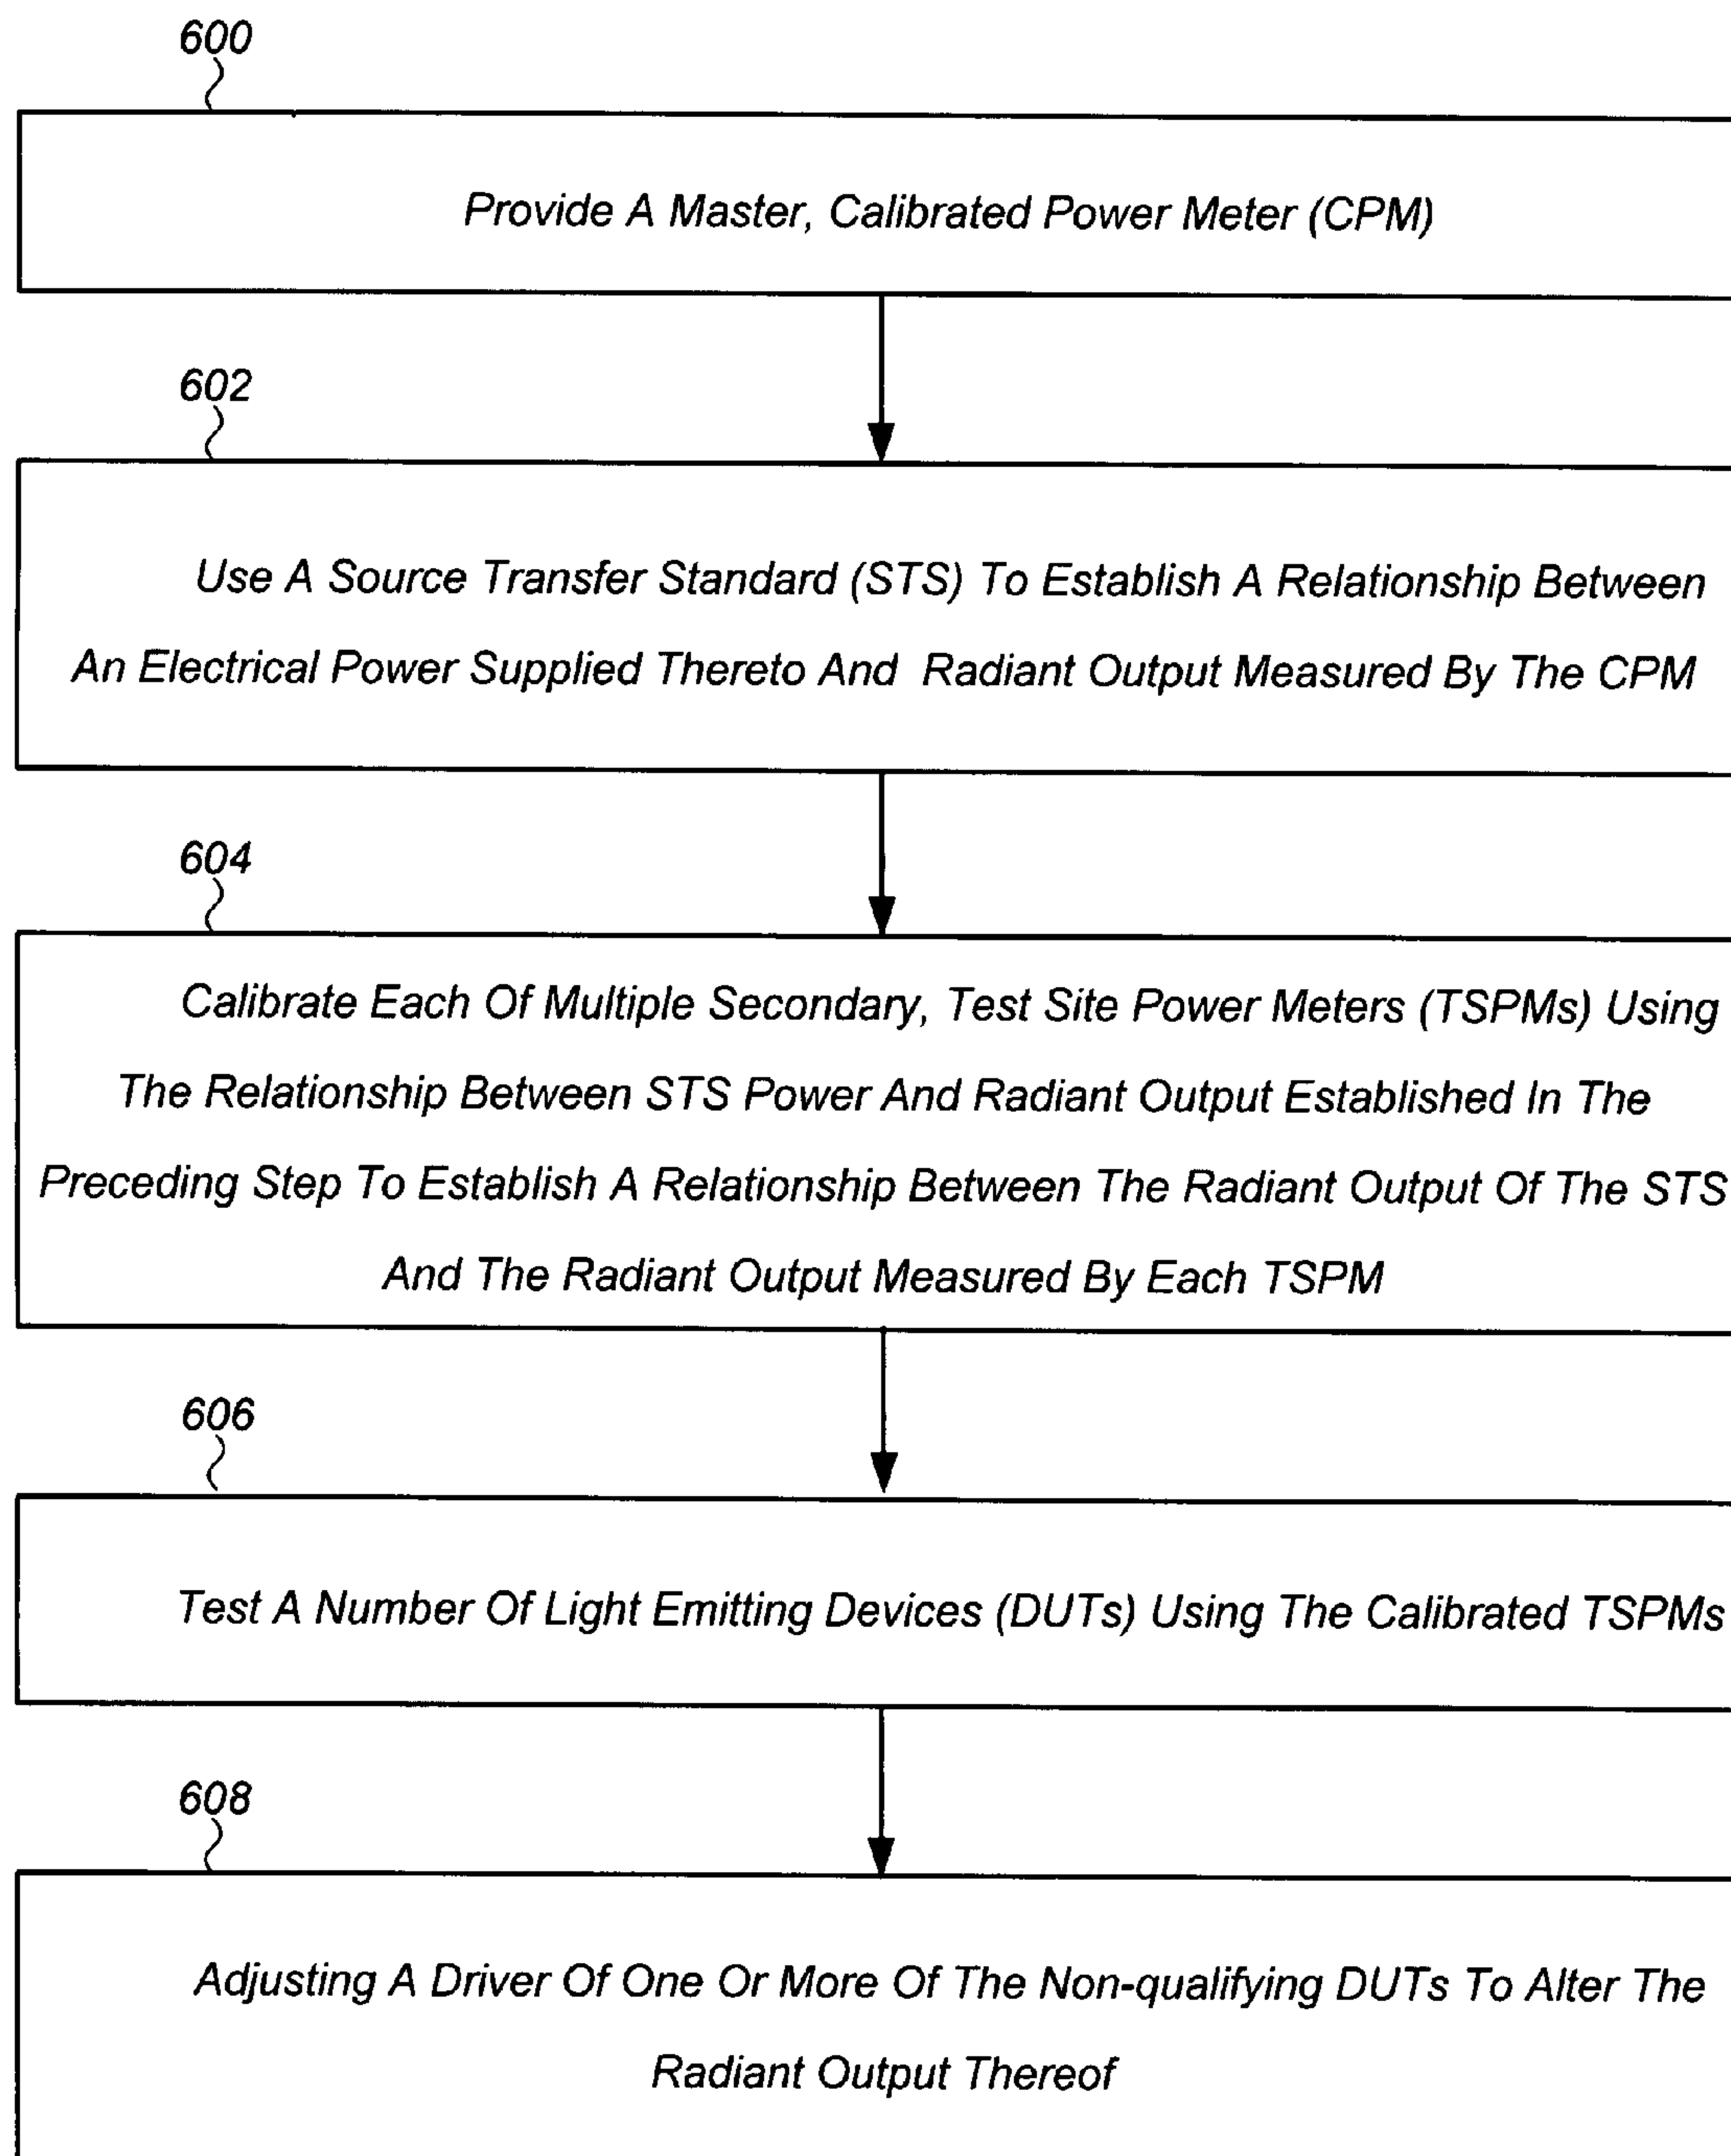 600
Provide A Master, Calibrated Power Meter (CPM)
602
Use A Source Transfer Standard (STS) To Establish A Relationship Between
An Electrical Power Supplied Thereto And Radiant Output Measured By The CPM
604
Calibrate Each Of Multiple Secondary, Test Site Power Meters (TSPMs) Using
The Relationship Between STS Power And Radiant Output Established In The
Preceding Step To Establish A Relationship Between The Radiant Output Of The STS
And The Radiant Output Measured By Each TSPM
606
Test A Number Of Light Emitting Devices (DUTs) Using The Calibrated TSPMs
608
Adjusting A Driver Of One Or More Of The Non-qualifying DUTs To Alter The
Radiant Output Thereof